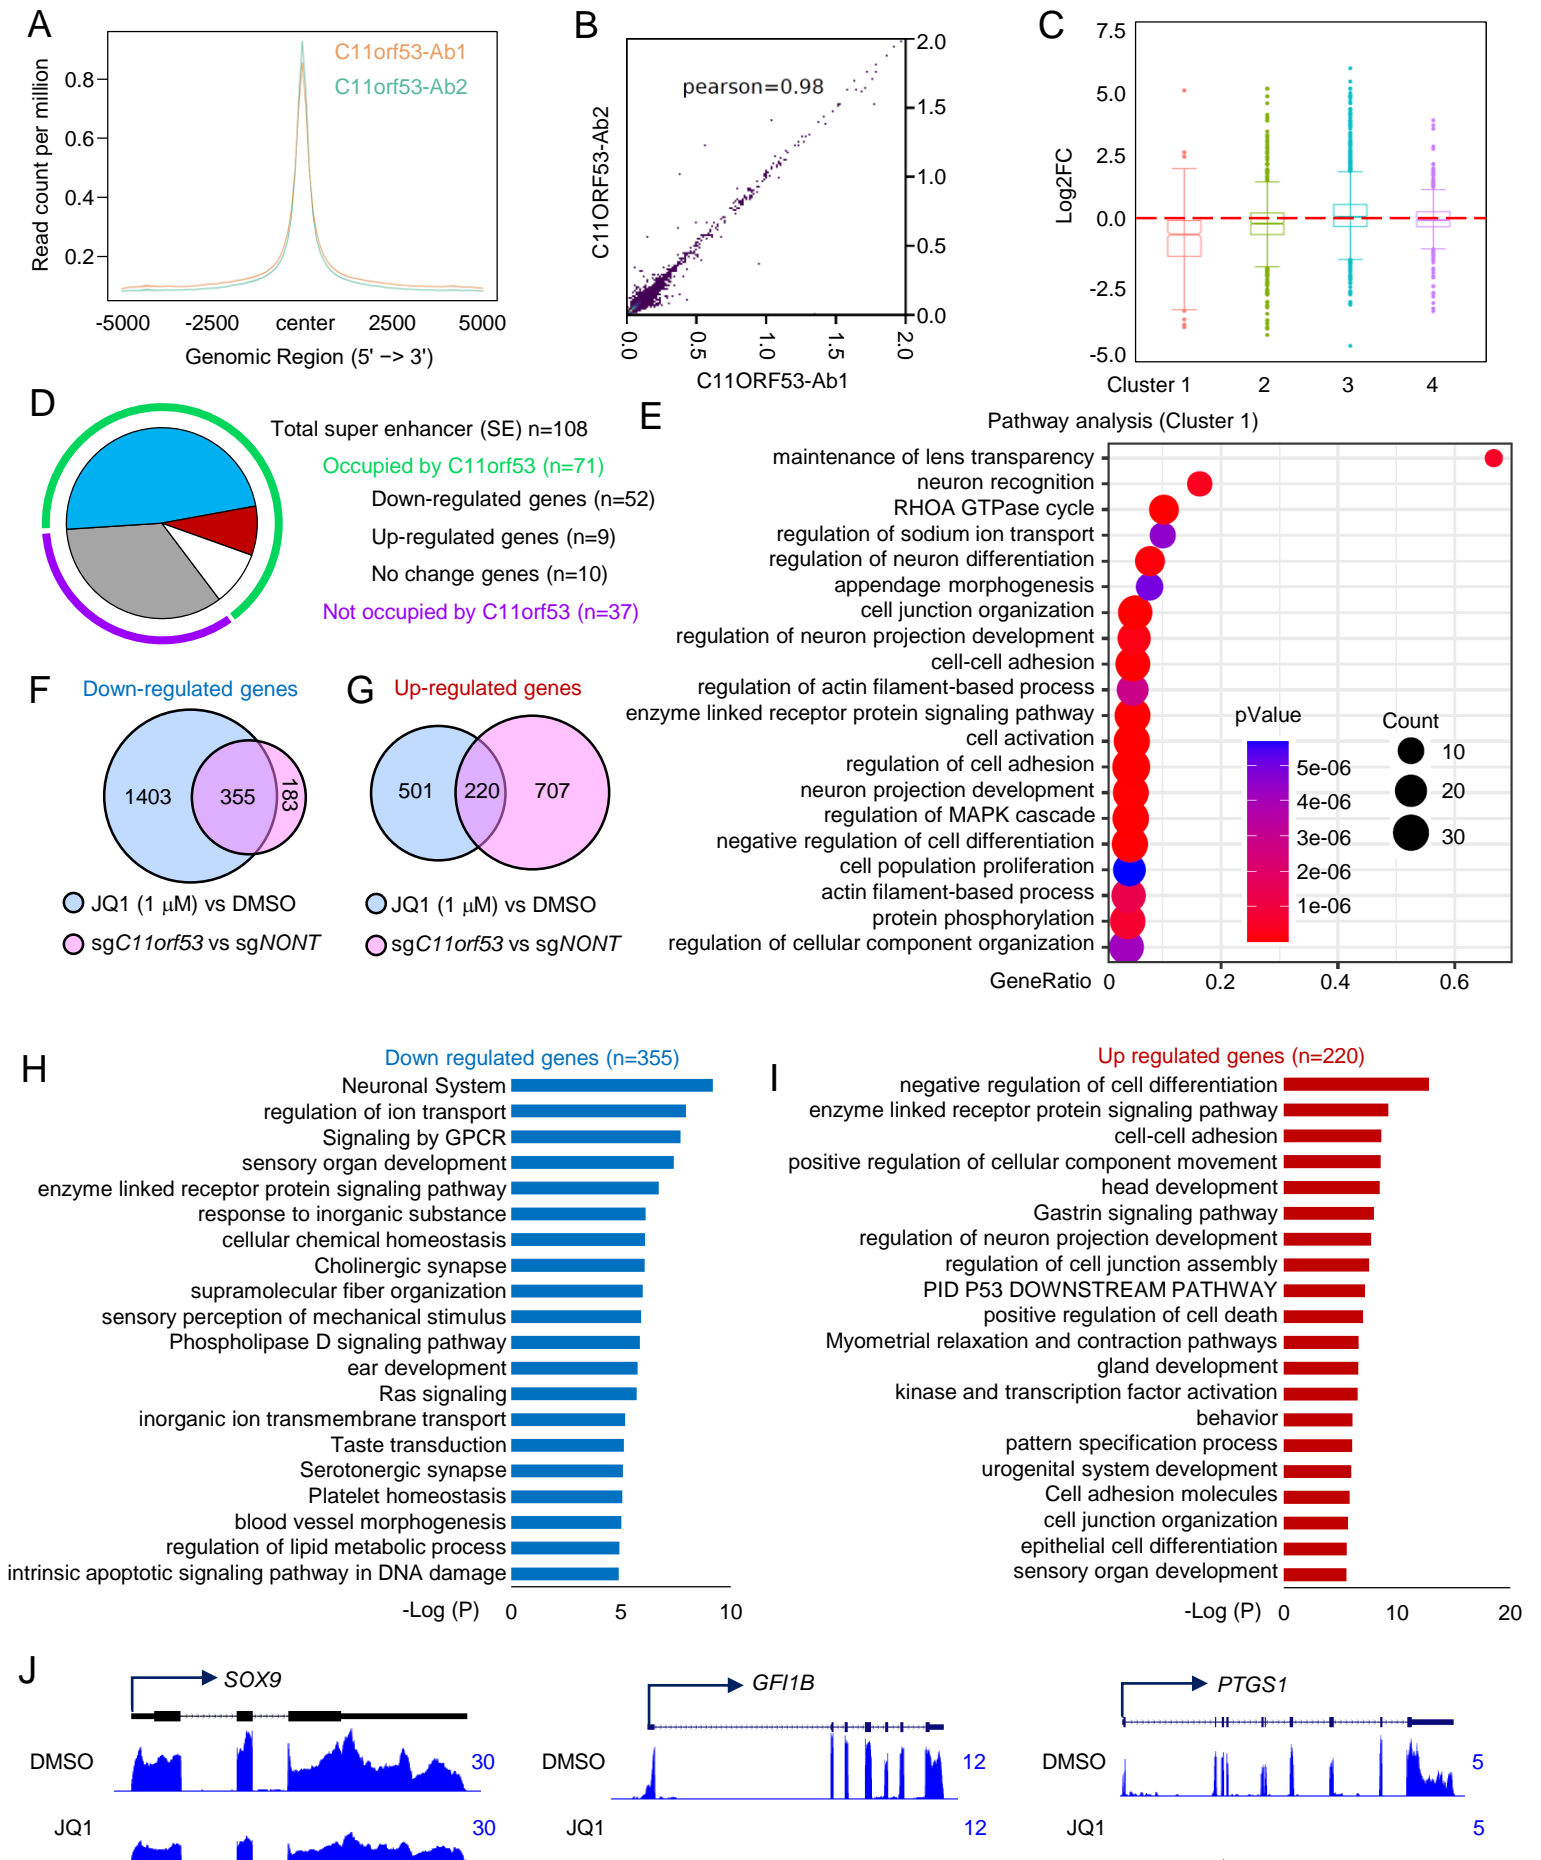 A
C11orf53-Ab1
C11orf53-Ab2
Read count per million
0.8
0.6
0.4
0.2
-5000
-2500
center
2500
5000
Genomic Region (5' −> 3')
B
pearson=0.98
C11ORF53-Ab2
2.0
1.5
1.0
0.5
0.0
0.0
0.5
1.0
1.5
2.0
C11ORF53-Ab1
C
Log2FC
7.5
5.0
2.5
0.0
-2.5
-5.0
Cluster 1
2
3
4
D
Total super enhancer (SE) n=108
Occupied by C11orf53 (n=71)
Down-regulated genes (n=52)
Up-regulated genes (n=9)
No change genes (n=10)
Not occupied by C11orf53 (n=37)
E
Pathway analysis (Cluster 1)
maintenance of lens transparency
neuron recognition
RHOA GTPase cycle
regulation of sodium ion transport
regulation of neuron differentiation
appendage morphogenesis
cell junction organization
regulation of neuron projection development
cell-cell adhesion
regulation of actin filament-based process
enzyme linked receptor protein signaling pathway
cell activation
regulation of cell adhesion
neuron projection development
regulation of MAPK cascade
negative regulation of cell differentiation
cell population proliferation
actin filament-based process
protein phosphorylation
regulation of cellular component organization
GeneRatio
0
0.2
0.4
0.6
pValue
5e-06
4e-06
3e-06
2e-06
1e-06
Count
10
20
30
F
Down-regulated genes
1403
355
183
JQ1 (1 μM) vs DMSO
sgC11orf53 vs sgNONT
G
Up-regulated genes
501
220
707
JQ1 (1 μM) vs DMSO
sgC11orf53 vs sgNONT
H
Down regulated genes (n=355)
Neuronal System
regulation of ion transport
Signaling by GPCR
sensory organ development
enzyme linked receptor protein signaling pathway
response to inorganic substance
cellular chemical homeostasis
Cholinergic synapse
supramolecular fiber organization
sensory perception of mechanical stimulus
Phospholipase D signaling pathway
ear development
Ras signaling
inorganic ion transmembrane transport
Taste transduction
Serotonergic synapse
Platelet homeostasis
blood vessel morphogenesis
regulation of lipid metabolic process
intrinsic apoptotic signaling pathway in DNA damage
-Log (P)
0
5
10
I
Up regulated genes (n=220)
negative regulation of cell differentiation
enzyme linked receptor protein signaling pathway
cell-cell adhesion
positive regulation of cellular component movement
head development
Gastrin signaling pathway
regulation of neuron projection development
regulation of cell junction assembly
PID P53 DOWNSTREAM PATHWAY
positive regulation of cell death
Myometrial relaxation and contraction pathways
gland development
kinase and transcription factor activation
behavior
pattern specification process
urogenital system development
Cell adhesion molecules
cell junction organization
epithelial cell differentiation
sensory organ development
-Log (P)
0
10
20
J
SOX9
DMSO
30
JQ1
30
GFI1B
DMSO
12
JQ1
12
PTGS1
DMSO
5
JQ1
5